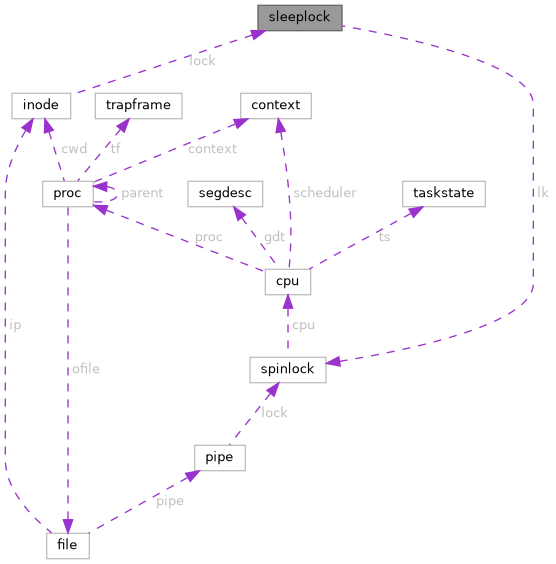 sleeplock
lock
inode
trapframe
context
cwd
tf
context
proc
parent
segdesc
scheduler
taskstate
lk
proc
gdt
ts
cpu
ip
cpu
ofile
spinlock
lock
pipe
pipe
file